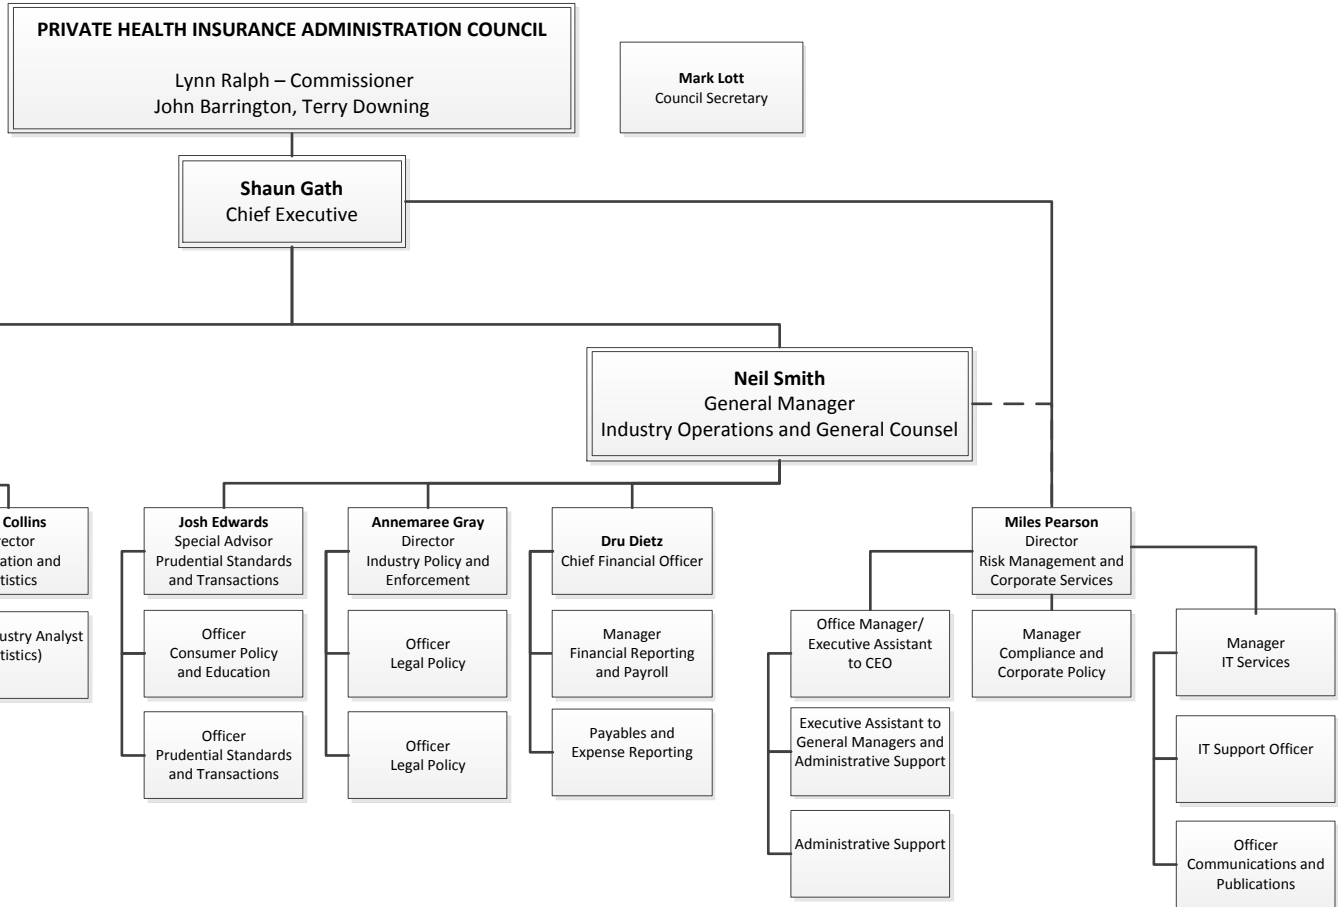 PRIVATE HEALTH INSURANCE ADMINISTRATION COUNCIL
Lynn Ralph – Commissioner
John Barrington, Terry Downing
Mark Lott
Council Secretary
Shaun Gath
Chief Executive
Neil Smith
General Manager
Industry Operations and General Counsel
Collins
rector
ation and
tistics
ustry Analyst
tistics)
Josh Edwards
Special Advisor
Prudential Standards
and Transactions
Officer
Consumer Policy
and Education
Officer
Prudential Standards
and Transactions
Annemaree Gray
Director
Industry Policy and
Enforcement
Officer
Legal Policy
Officer
Legal Policy
Dru Dietz
Chief Financial Officer
Manager
Financial Reporting
and Payroll
Payables and
Expense Reporting
Miles Pearson
Director
Risk Management and
Corporate Services
Office Manager/
Executive Assistant
to CEO
Executive Assistant to
General Managers and
Administrative Support
Administrative Support
Manager
Compliance and
Corporate Policy
Manager
IT Services
IT Support Officer
Officer
Communications and
Publications